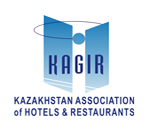 KAGIR
KAZAKHSTAN ASSOCIATION
of HOTELS & RESTAURANTS